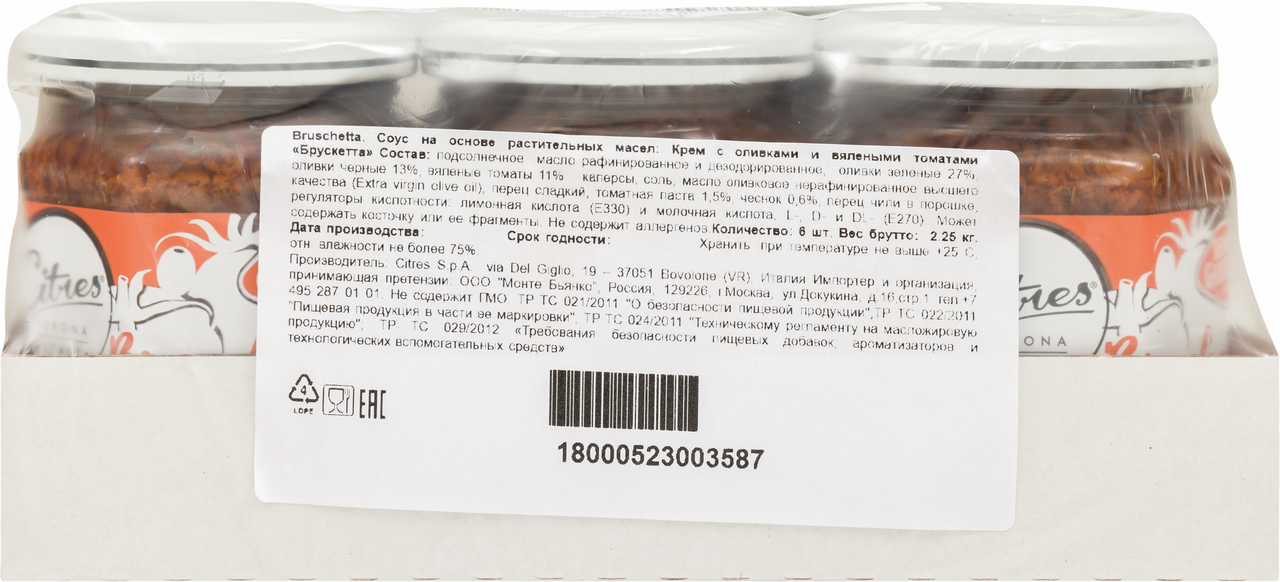 Bruschetta. Соус на основе растительных масел: Крем с оливками и вялеными томатами
«Брускетта» Состав: подсолнечное масло рафинированное и дезодорированное, оливки зеленые 27%,
оливки черные 13%, вяленые томаты 11% каперсы, соль, масло оливковое нерафинированное высшего
качества (Extra virgin olive oil), перец сладкий, томатная паста 1,5%, чеснок 0,6%, перец чили в порошке,
регуляторы кислотности: лимонная кислота (E330) и молочная кислота, L-, D- и DL- (E270). Может
содержать косточку или ее фрагменты. Не содержит аллергенов Количество: 6 шт. Вес брутто: 2.25 кг.
Дата производства: Срок годности: Хранить при температуре не выше +25 С,
отн влажности не более 75%.
Производитель: Citres S.p.A. via Del Giglio, 19 – 37051 Bovolone (VR), Италия Импортер и организация,
принимающая претензии: ООО "Монте Бьянко", Россия, 129226, г.Москва, ул.Докукина, д.16,стр.1 тел.+7
495 287 01 01. Не содержит ГМО. ТР ТС 021/2011 "О безопасности пищевой продукции",ТР ТС 022/2011
"Пищевая продукция в части ее маркировки", ТР ТС 024/2011 "Техническому регламенту на масложировую
продукцию", ТР ТС 029/2012 «Требования безопасности пищевых добавок, ароматизаторов и
технологических вспомогательных средств»
4
LDPE
EAC
18000523003587
Citres